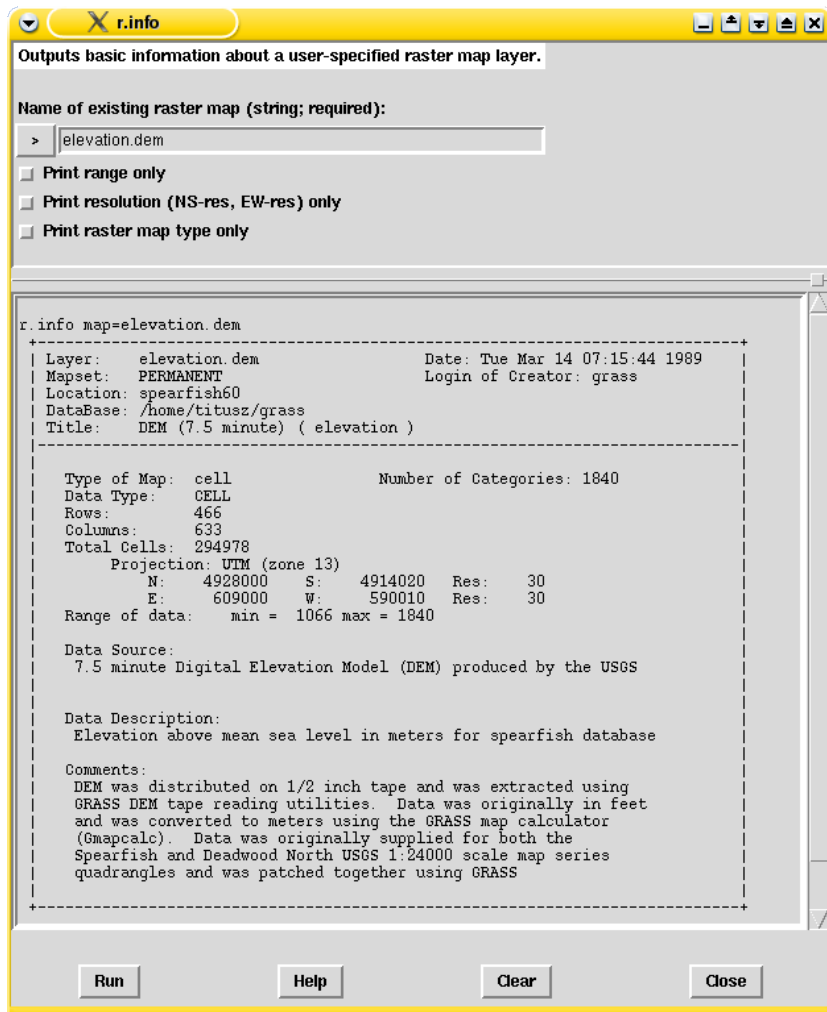 r.info
Outputs basic information about a user-specified raster map layer.
Name of existing raster map (string; required):
> elevation.dem
Print range only
Print resolution (NS-res, EW-res) only
Print raster map type only
r.info map=elevation.dem
Layer: elevation.dem Date: Tue Mar 14 07:15:44 1989
Mapset: PERMANENT Login of Creator: grass
Location: spearfish60
DataBase: /home/titusz/grass
Title: DEM (7.5 minute) ( elevation )
Type of Map: cell Number of Categories: 1840
Data Type: CELL
Rows: 466
Columns: 633
Total Cells: 294978
Projection: UTM (zone 13)
N: 4928000 S: 4914020 Res: 30
E: 609000 W: 590010 Res: 30
Range of data: min = 1066 max = 1840
Data Source:
7.5 minute Digital Elevation Model (DEM) produced by the USGS
Data Description:
Elevation above mean sea level in meters for spearfish database
Comments:
DEM was distributed on 1/2 inch tape and was extracted using
GRASS DEM tape reading utilities. Data was originally in feet
and was converted to meters using the GRASS map calculator
(Gmapcalc). Data was originally supplied for both the
Spearfish and Deadwood North USGS 1:24000 scale map series
quadrangles and was patched together using GRASS
Run Help Clear Close